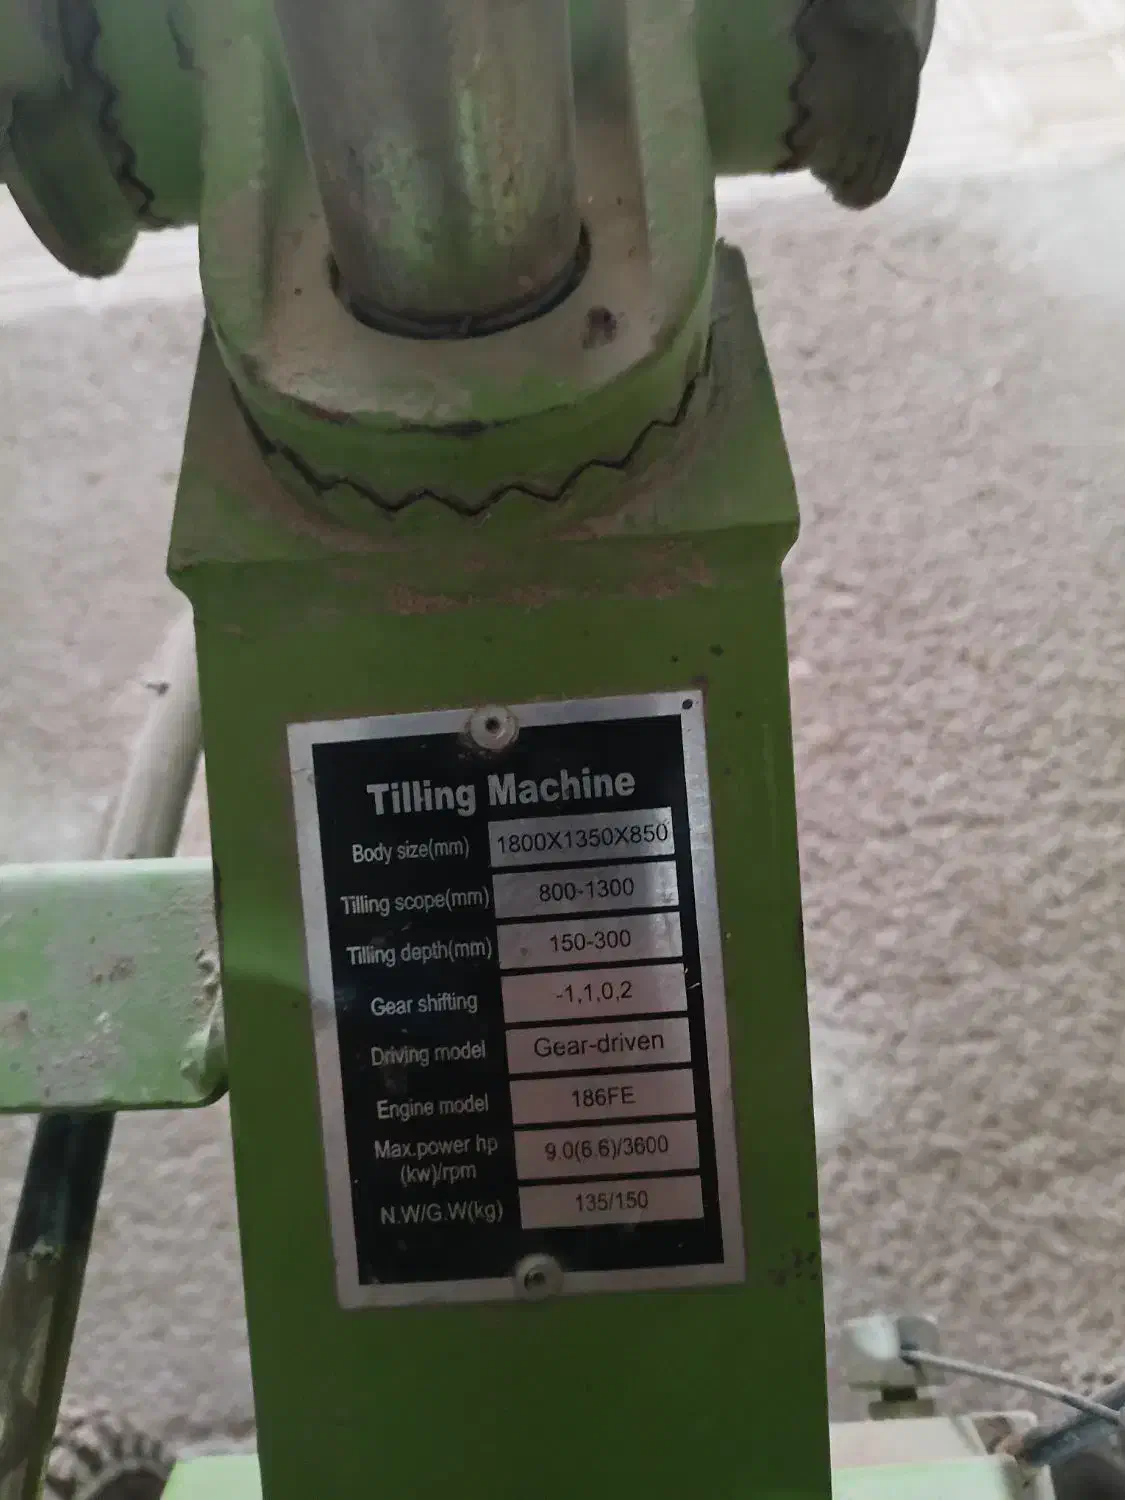 Tilling Machine
Body size(mm) 1800X1350X850
Tilling scope(mm) 800-1300
Tilling depth(mm) 150-300
Gear shifting -1,1,0,2
Driving model Gear-driven
Engine model 186FE
Max.power hp
(kw)/rpm 9.0(6.6)/3600
N.W/G.W(kg) 135/150